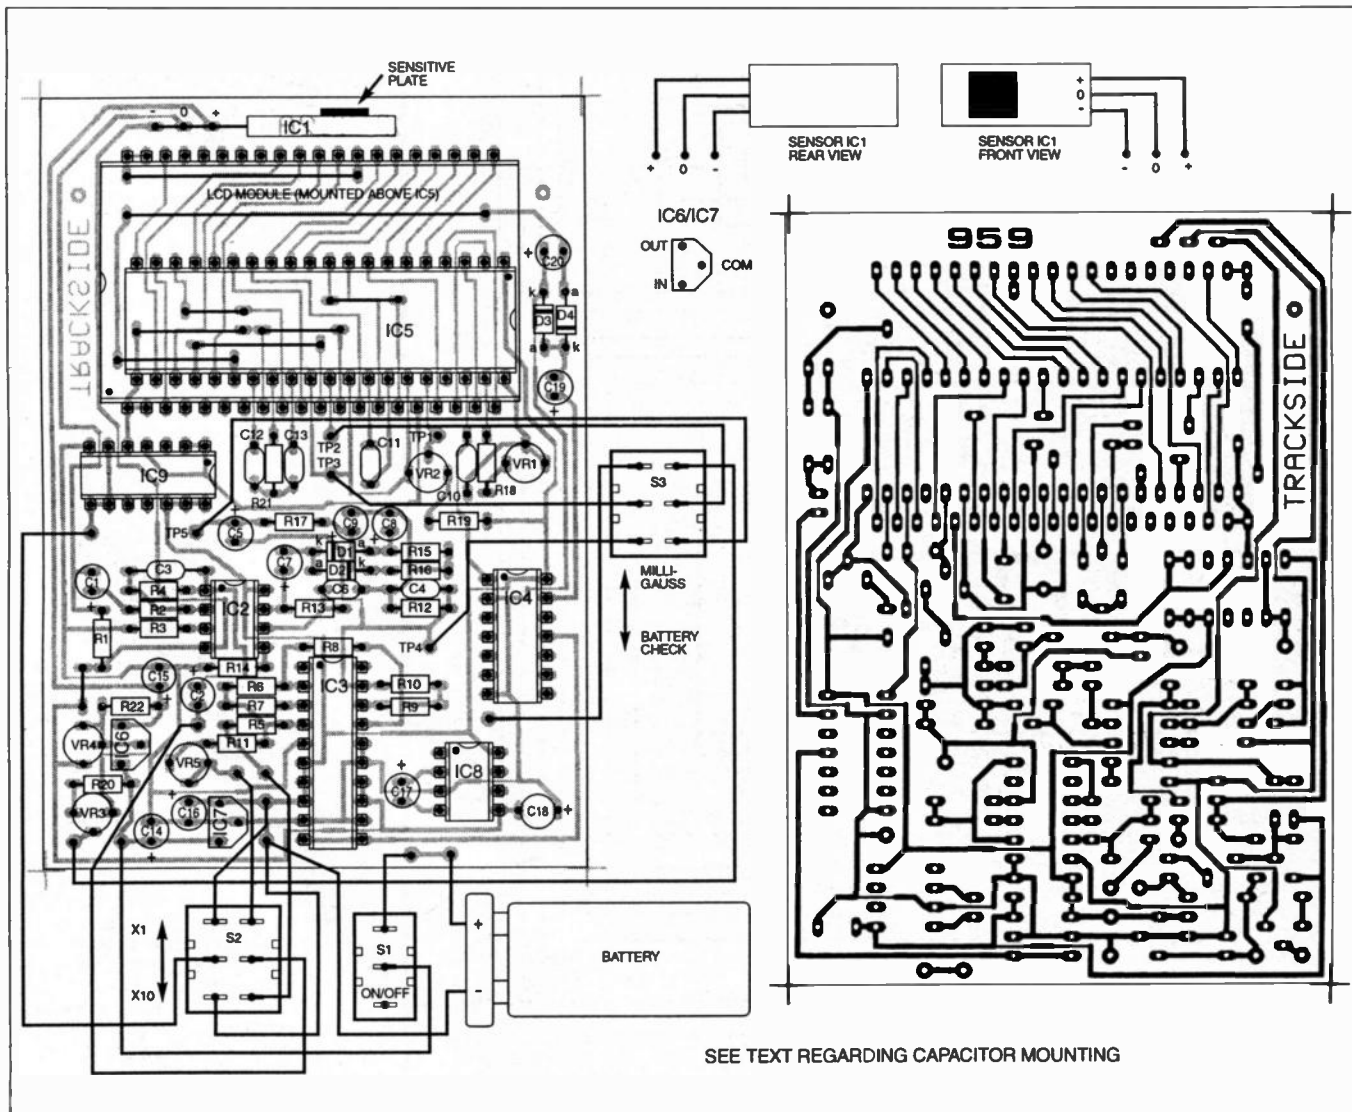 SENSITIVE
PLATE
- 0 +
IC1
LCD MODULE (MOUNTED ABOVE IC5)
TRACKSIDE
+
C20
k a
D3 D4
a k
C19
+
IC5
IC9
C12 C13
R21
TP2
TP3
C11
TP1
VR2
C10
R18
VR1
TP5
C5
+
R17
C9
C8
+
R19
C7
+
k D1 a
a D2 k
C6
R15
R16
C4
R12
R13
C1
+
C3
R4
R2
R3
R1
IC2
IC4
TP4
R8
R14
C15
+
R6
R7
R5
R11
IC3
R10
R9
R22
VR4
IC6
VR5
R20
VR3
C14
+
C16
+
IC7
+
C17
IC8
C18
+
S3
MILLI-
GAUSS
BATTERY
CHECK
X1
X10
S2
S1
ON/OFF
+
-
BATTERY
SENSOR IC1
REAR VIEW
+ 0 -
SENSOR IC1
FRONT VIEW
+
0
-
- 0 +
IC6/IC7
OUT
COM
IN
959
TRACKSIDE
SEE TEXT REGARDING CAPACITOR MOUNTING